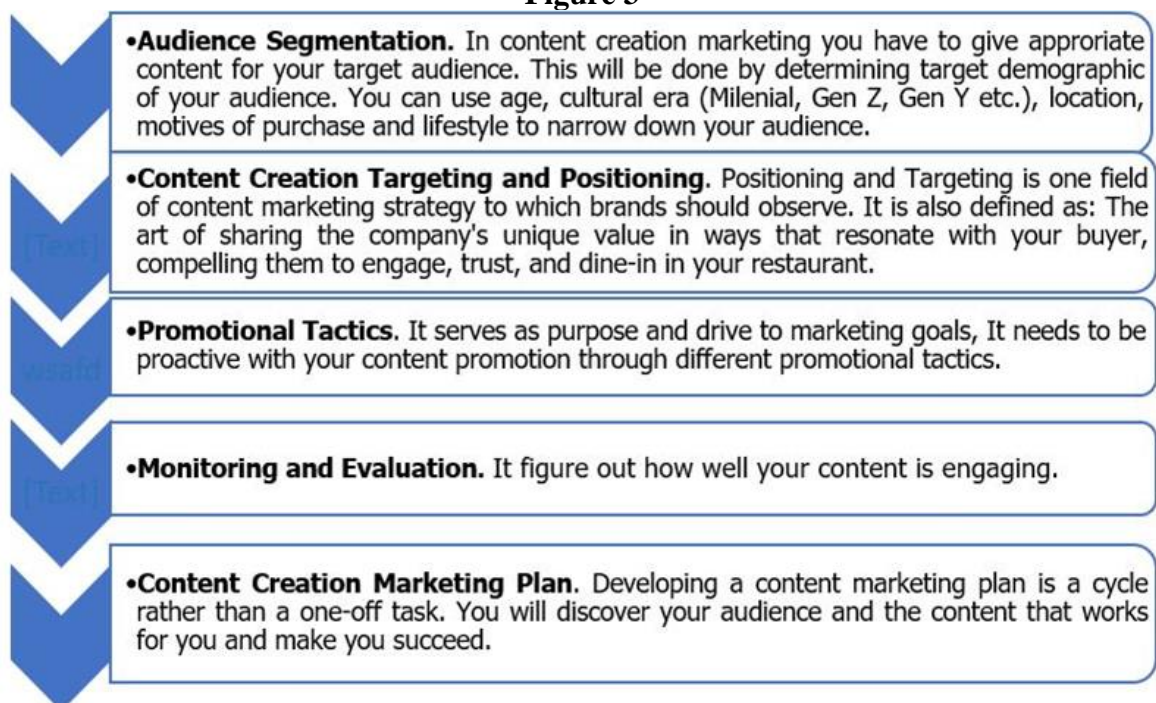 Figure 3
•Audience Segmentation. In content creation marketing you have to give approriate
content for your target audience. This will be done by determining target demographic
of your audience. You can use age, cultural era (Milenial, Gen Z, Gen Y etc.), location,
motives of purchase and lifestyle to narrow down your audience.
[Text]
•Content Creation Targeting and Positioning. Positioning and Targeting is one field
of content marketing strategy to which brands should observe. It is also defined as: The
art of sharing the company's unique value in ways that resonate with your buyer,
compelling them to engage, trust, and dine-in in your restaurant.
wsafd
•Promotional Tactics. It serves as purpose and drive to marketing goals, It needs to be
proactive with your content promotion through different promotional tactics.
[Text]
•Monitoring and Evaluation. It figure out how well your content is engaging.
•Content Creation Marketing Plan. Developing a content marketing plan is a cycle
rather than a one-off task. You will discover your audience and the content that works
for you and make you succeed.